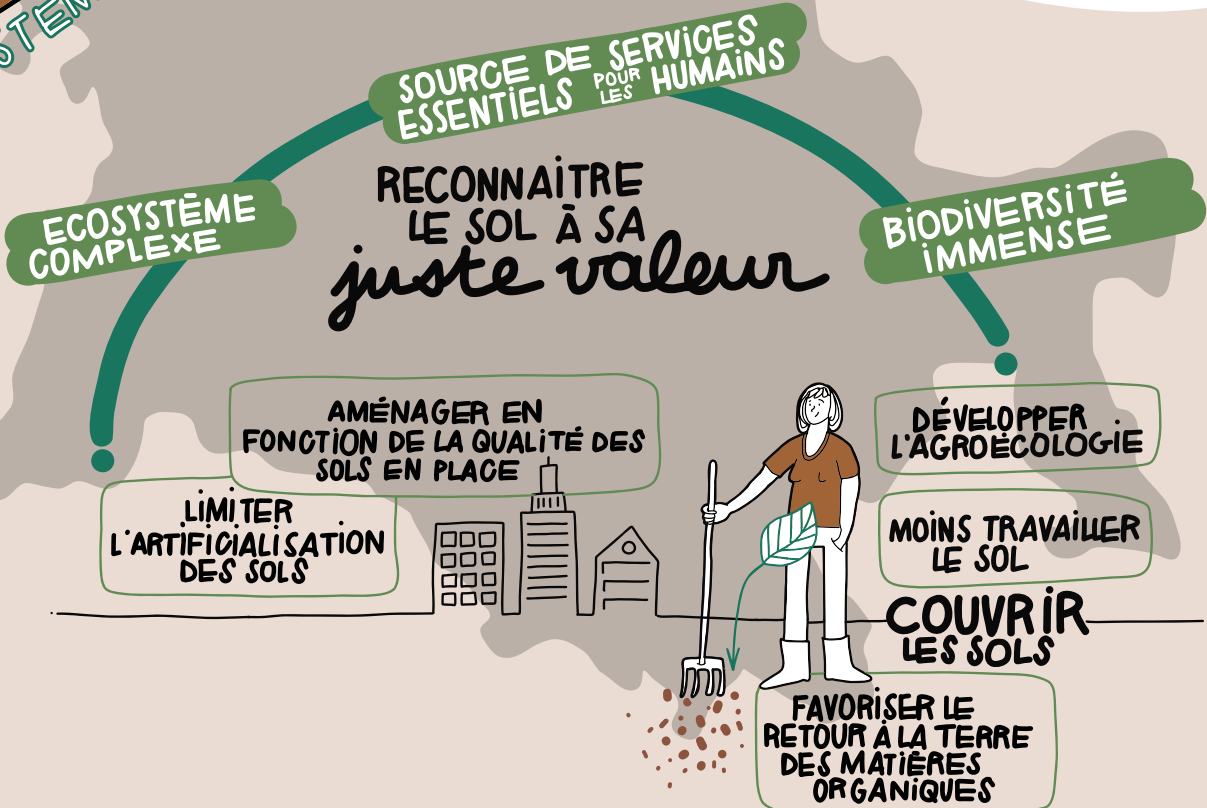 SOURCE DE SERVICES
ESSENTIELS POUR LES HUMAINS
ECOSYSTÈME
COMPLEXE
BIODIVERSITÉ
IMMENSE
RECONNAITRE
LE SOL À SA
juste valeur
AMÉNAGER EN
FONCTION DE LA QUALITÉ DES
SOLS EN PLACE
LIMITER
L'ARTIFICIALISATION
DES SOLS
DÉVELOPPER
L'AGROÉCOLOGIE
MOINS TRAVAILLER
LE SOL
COUVRIR
LES SOLS
FAVORISER LE
RETOUR À LA TERRE
DES MATIÈRES
ORGANIQUES